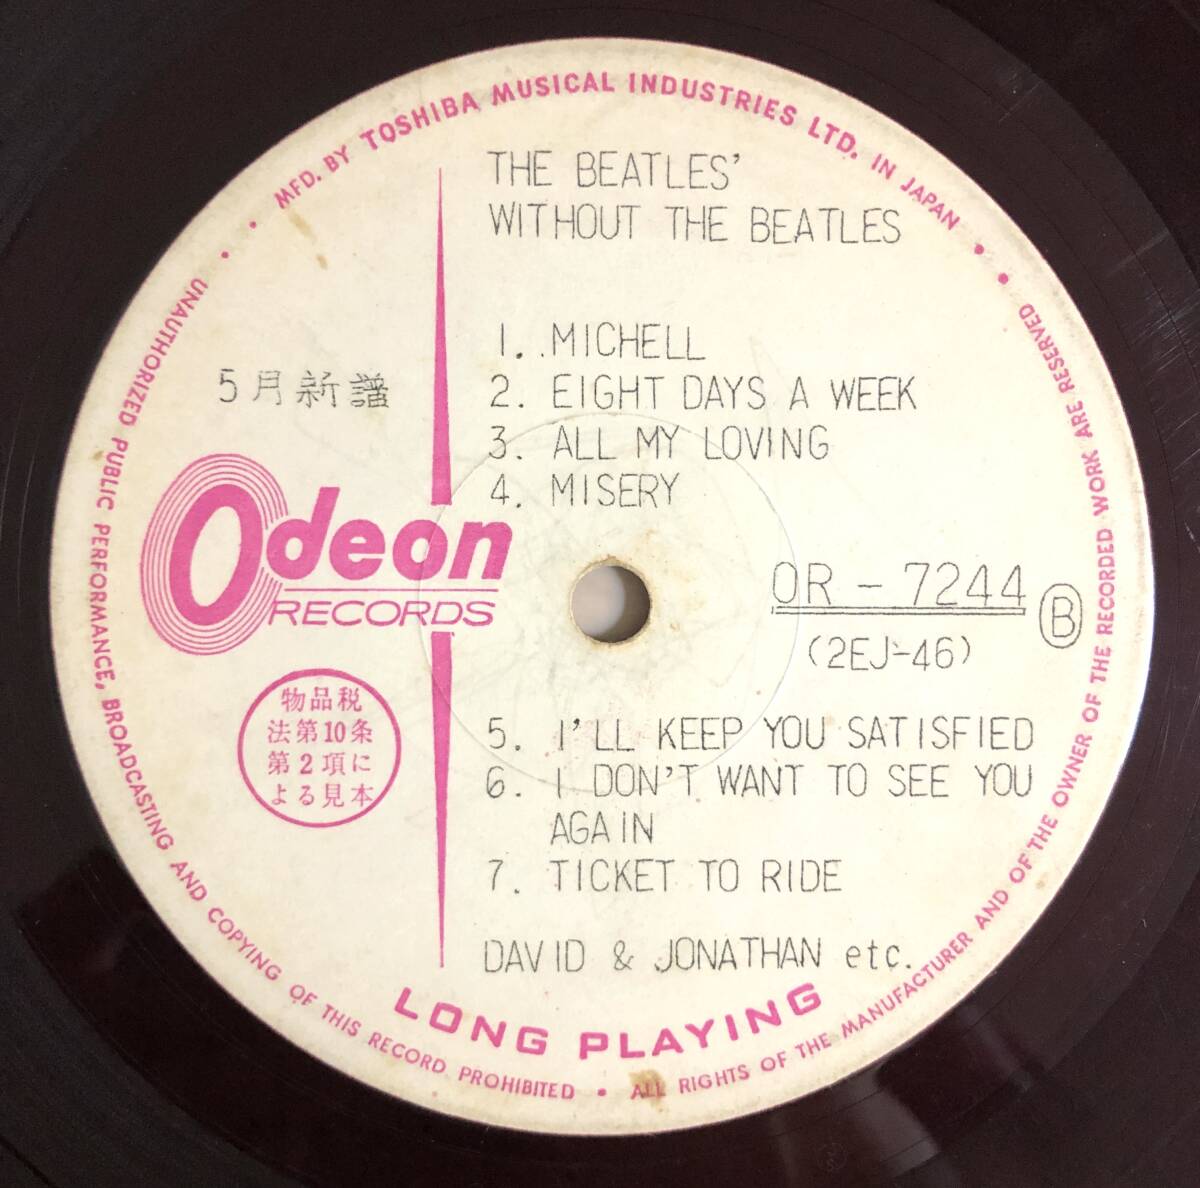 MFD. BY TOSHIBA MUSICAL INDUSTRIES LTD. IN JAPAN
THE BEATLES'
WITHOUT THE BEATLES
1. MICHELL
2. EIGHT DAYS A WEEK
3. ALL MY LOVING
4. MISERY
5月新譜
Odeon
RECORDS
OR-7244 B
(2EJ-46)
物品税
法第10条
第2項に
よる見本
5. I'LL KEEP YOU SATISFIED
6. I DON'T WANT TO SEE YOU
AGAIN
7. TICKET TO RIDE
DAVID & JONATHAN etc.
LONG PLAYING
UNAUTHORIZED PUBLIC PERFORMANCE, BROADCASTING AND COPYING OF THIS RECORD PROHIBITED • ALL RIGHTS OF THE MANUFACTURER AND OF THE OWNER OF THE RECORDED WORK ARE RESERVED